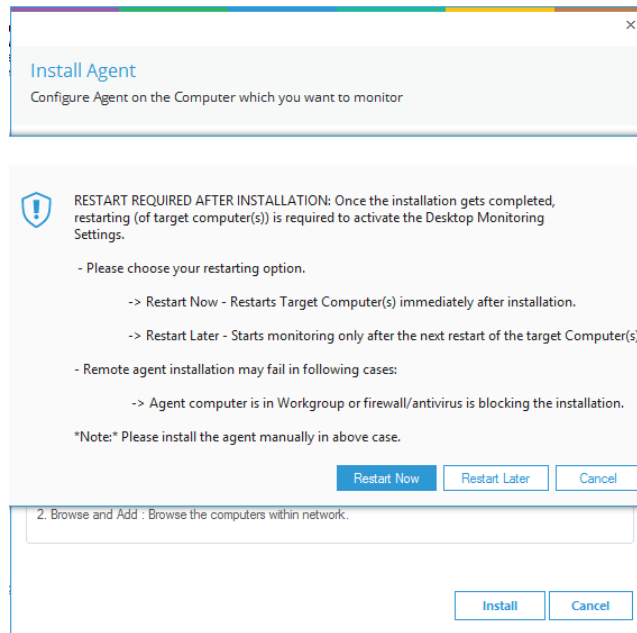 Install Agent
Configure Agent on the Computer which you want to monitor
RESTART REQUIRED AFTER INSTALLATION: Once the installation gets completed,
restarting (of target computer(s)) is required to activate the Desktop Monitoring
Settings.
- Please choose your restarting option.
-> Restart Now - Restarts Target Computer(s) immediately after installation.
-> Restart Later - Starts monitoring only after the next restart of the target Computer(s)
- Remote agent installation may fail in following cases:
-> Agent computer is in Workgroup or firewall/antivirus is blocking the installation.
*Note:* Please install the agent manually in above case.
Restart Now Restart Later Cancel
2. Browse and Add : Browse the computers within network.
Install Cancel